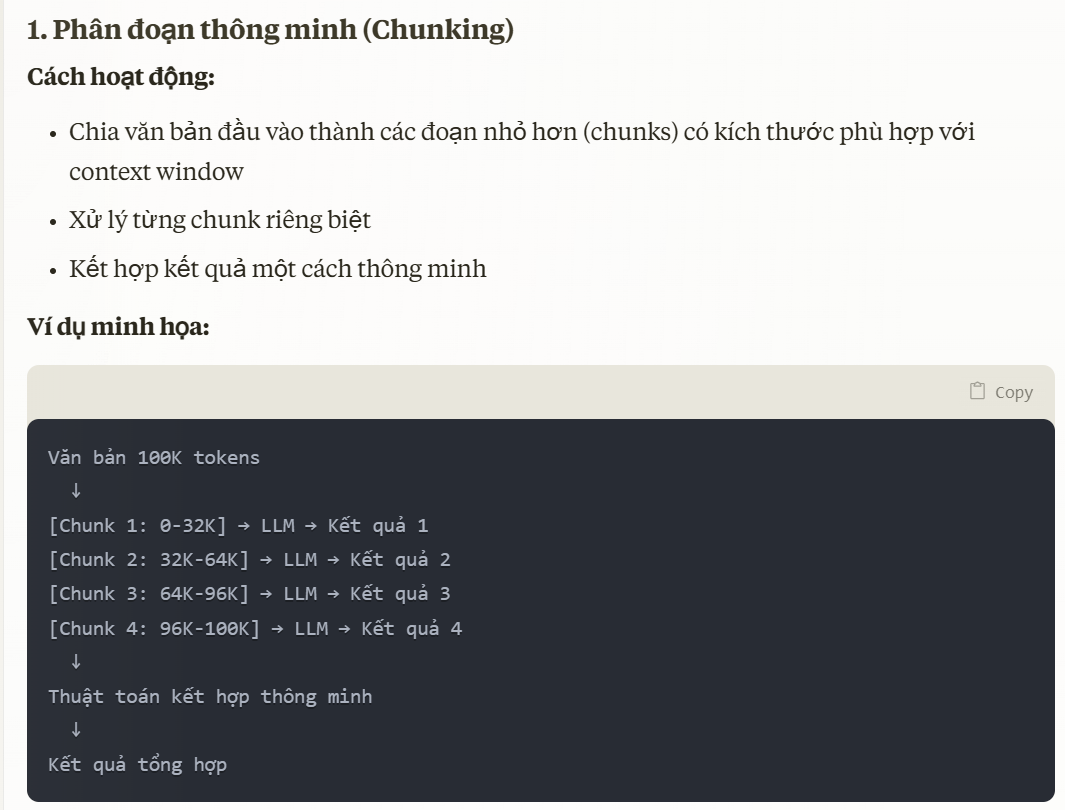 1. Phân đoạn thông minh (Chunking)
Cách hoạt động:
• Chia văn bản đầu vào thành các đoạn nhỏ hơn (chunks) có kích thước phù hợp với
context window
• Xử lý từng chunk riêng biệt
• Kết hợp kết quả một cách thông minh
Ví dụ minh họa:
Copy
Văn bản 100K tokens
↓
[Chunk 1: 0-32K] → LLM → Kết quả 1
[Chunk 2: 32K-64K] → LLM → Kết quả 2
[Chunk 3: 64K-96K] → LLM → Kết quả 3
[Chunk 4: 96K-100K] → LLM → Kết quả 4
↓
Thuật toán kết hợp thông minh
↓
Kết quả tổng hợp